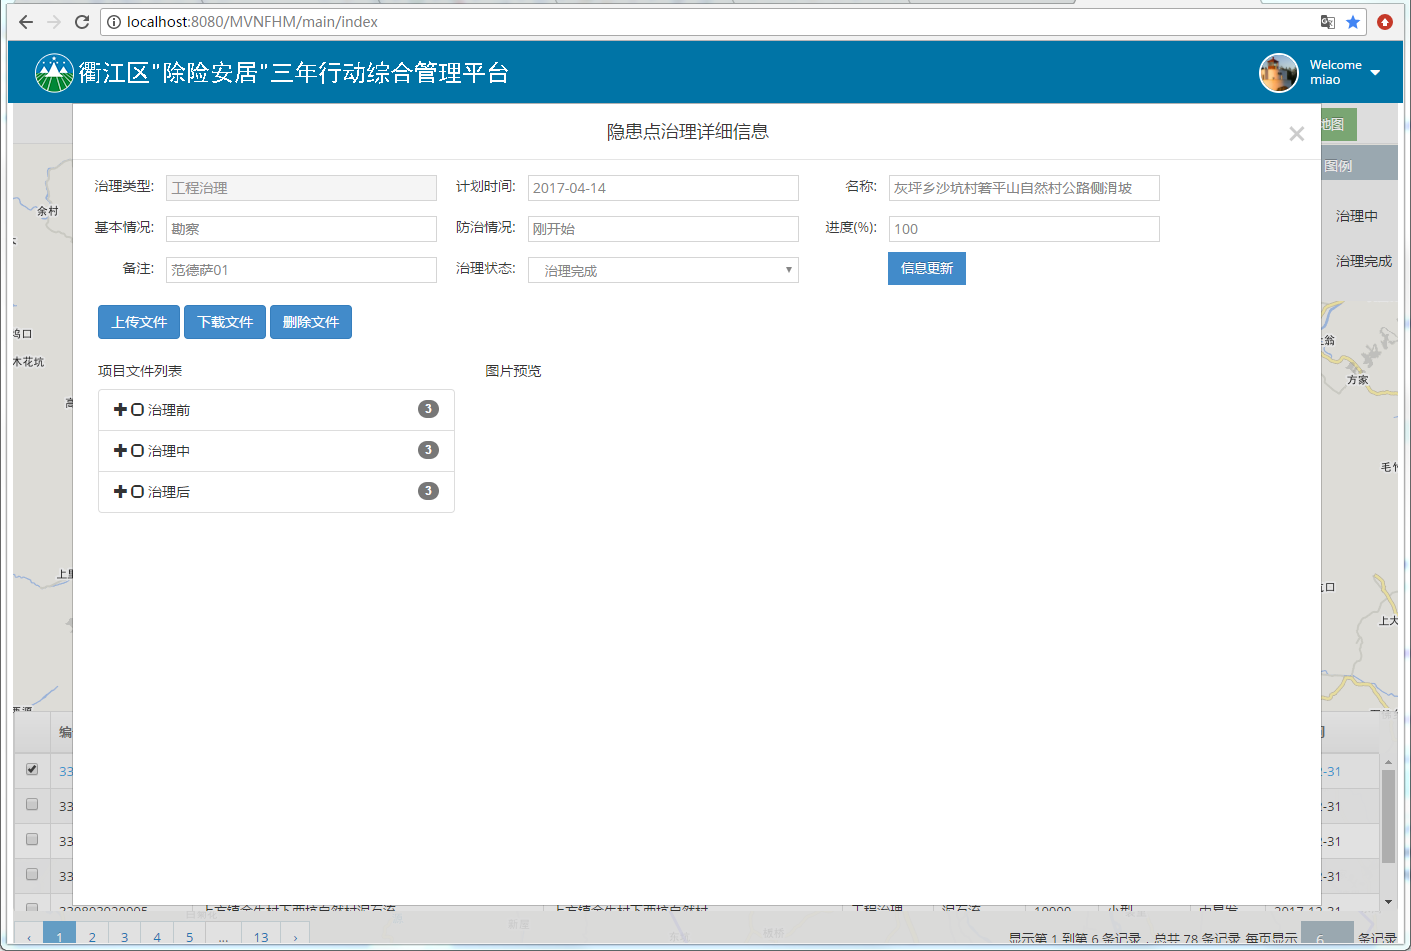 localhost:8080/MVNFHM/main/index
衢江区"除险安居"三年行动综合管理平台
Welcome
miao
隐患点治理详细信息
×
地图
治理类型: 工程治理 计划时间: 2017-04-14 名称: 灰坪乡沙坑村箬平山自然村公路侧滑坡
图例
余村
治理中
基本情况: 勘察 防治情况: 刚开始 进度(%): 100
治理完成
备注: 范德萨01 治理状态: 治理完成 信息更新
上传文件 下载文件 删除文件
坞口
木花坑
项目文件列表 图片预览
方家
治理前 3
治理中 3
治理后 3
上大
编
33 2-31
33 2-31
33 2-31
33 2-31
上方镇金牛村下西坑自然村泥石流 上方镇金牛村下西坑自然村 工程治理 泥石流 10000 小型 2017-12-31
‹ 1 2 3 4 5 ... 13 ›
显示第 1 到第 6 条记录，总共 78 条记录 每页显示 6 条记录